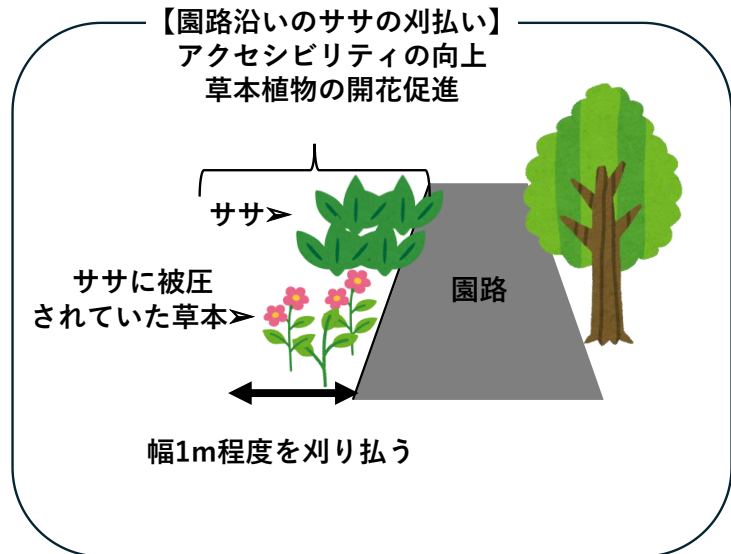 【園路沿いのササの刈払い】
アクセシビリティの向上
草本植物の開花促進
ササ➢
園路
ササに被圧
されていた草本➢
幅1m程度を刈り払う